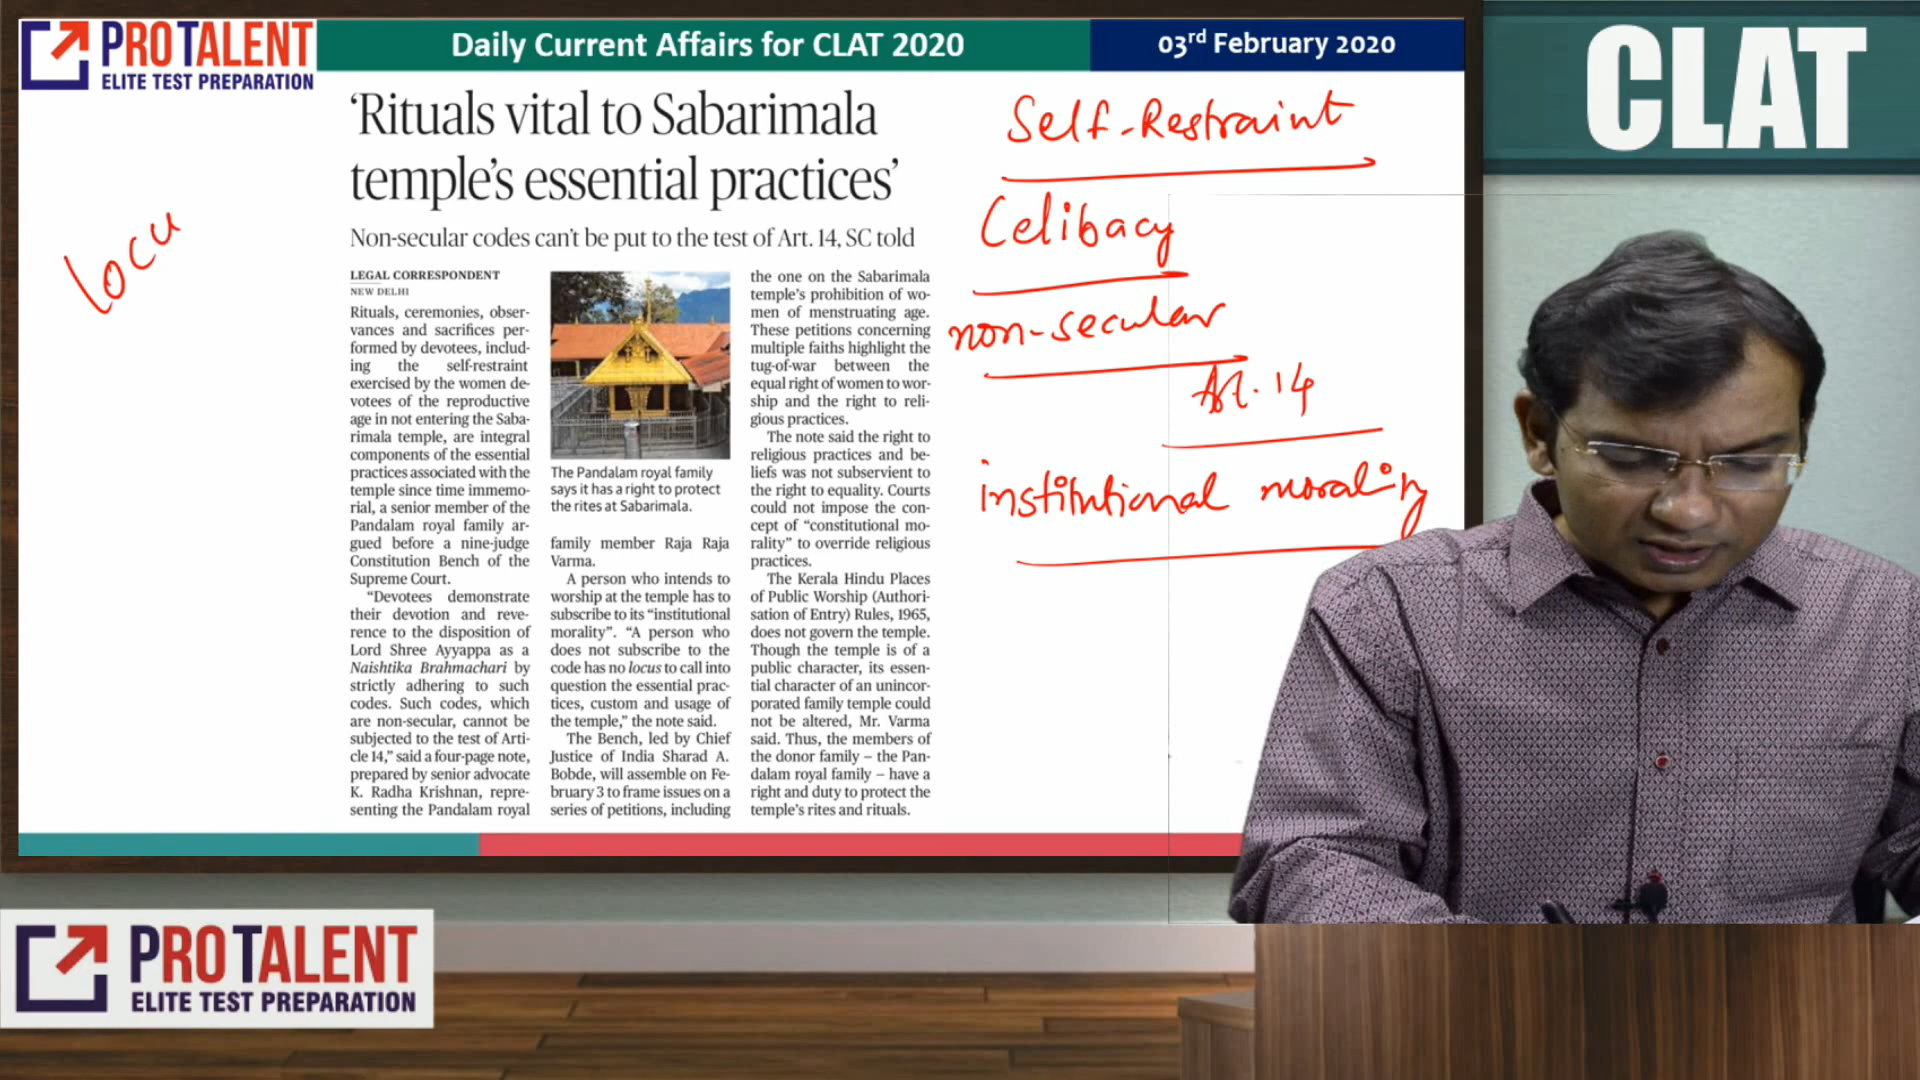 PROTALENT
ELITE TEST PREPARATION
Daily Current Affairs for CLAT 2020
03rd February 2020
CLAT
‘Rituals vital to Sabarimala
temple’s essential practices’
Non-secular codes can’t be put to the test of Art. 14, SC told
LEGAL CORRESPONDENT
NEW DELHI
Rituals, ceremonies, obser-
vances and sacrifices per-
formed by devotees, includ-
ing the self-restraint
exercised by the women de-
votees of the reproductive
age in not entering the Saba-
rimala temple, are integral
components of the essential
practices associated with the
temple since time immemo-
rial, a senior member of the
Pandalam royal family ar-
gued before a nine-judge
Constitution Bench of the
Supreme Court.
“Devotees demonstrate
their devotion and reve-
rence to the disposition of
Lord Shree Ayyappa as a
Naishtika Brahmachari by
strictly adhering to such
codes. Such codes, which
are non-secular, cannot be
subjected to the test of Arti-
cle 14,” said a four-page note,
prepared by senior advocate
K. Radha Krishnan, repre-
senting the Pandalam royal
The Pandalam royal family
says it has a right to protect
the rites at Sabarimala.
family member Raja Raja
Varma.
A person who intends to
worship at the temple has to
subscribe to its “institutional
morality”. “A person who
does not subscribe to the
code has no locus to call into
question the essential prac-
tices, custom and usage of
the temple,” the note said.
The Bench, led by Chief
Justice of India Sharad A.
Bobde, will assemble on Fe-
bruary 3 to frame issues on a
series of petitions, including
the one on the Sabarimala
temple’s prohibition of wo-
men of menstruating age.
These petitions concerning
multiple faiths highlight the
tug-of-war between the
equal right of women to wor-
ship and the right to reli-
gious practices.
The note said the right to
religious practices and be-
liefs was not subservient to
the right to equality. Courts
could not impose the con-
cept of “constitutional mo-
rality” to override religious
practices.
The Kerala Hindu Places
of Public Worship (Authori-
sation of Entry) Rules, 1965,
does not govern the temple.
Though the temple is of a
public character, its essen-
tial character of an unincor-
porated family temple could
not be altered, Mr. Varma
said. Thus, the members of
the donor family – the Pan-
dalam royal family – have a
right and duty to protect the
temple’s rites and rituals.
locu
Self-Restraint
Celibacy
non-secular
Art. 14
institutional morality
PROTALENT
ELITE TEST PREPARATION